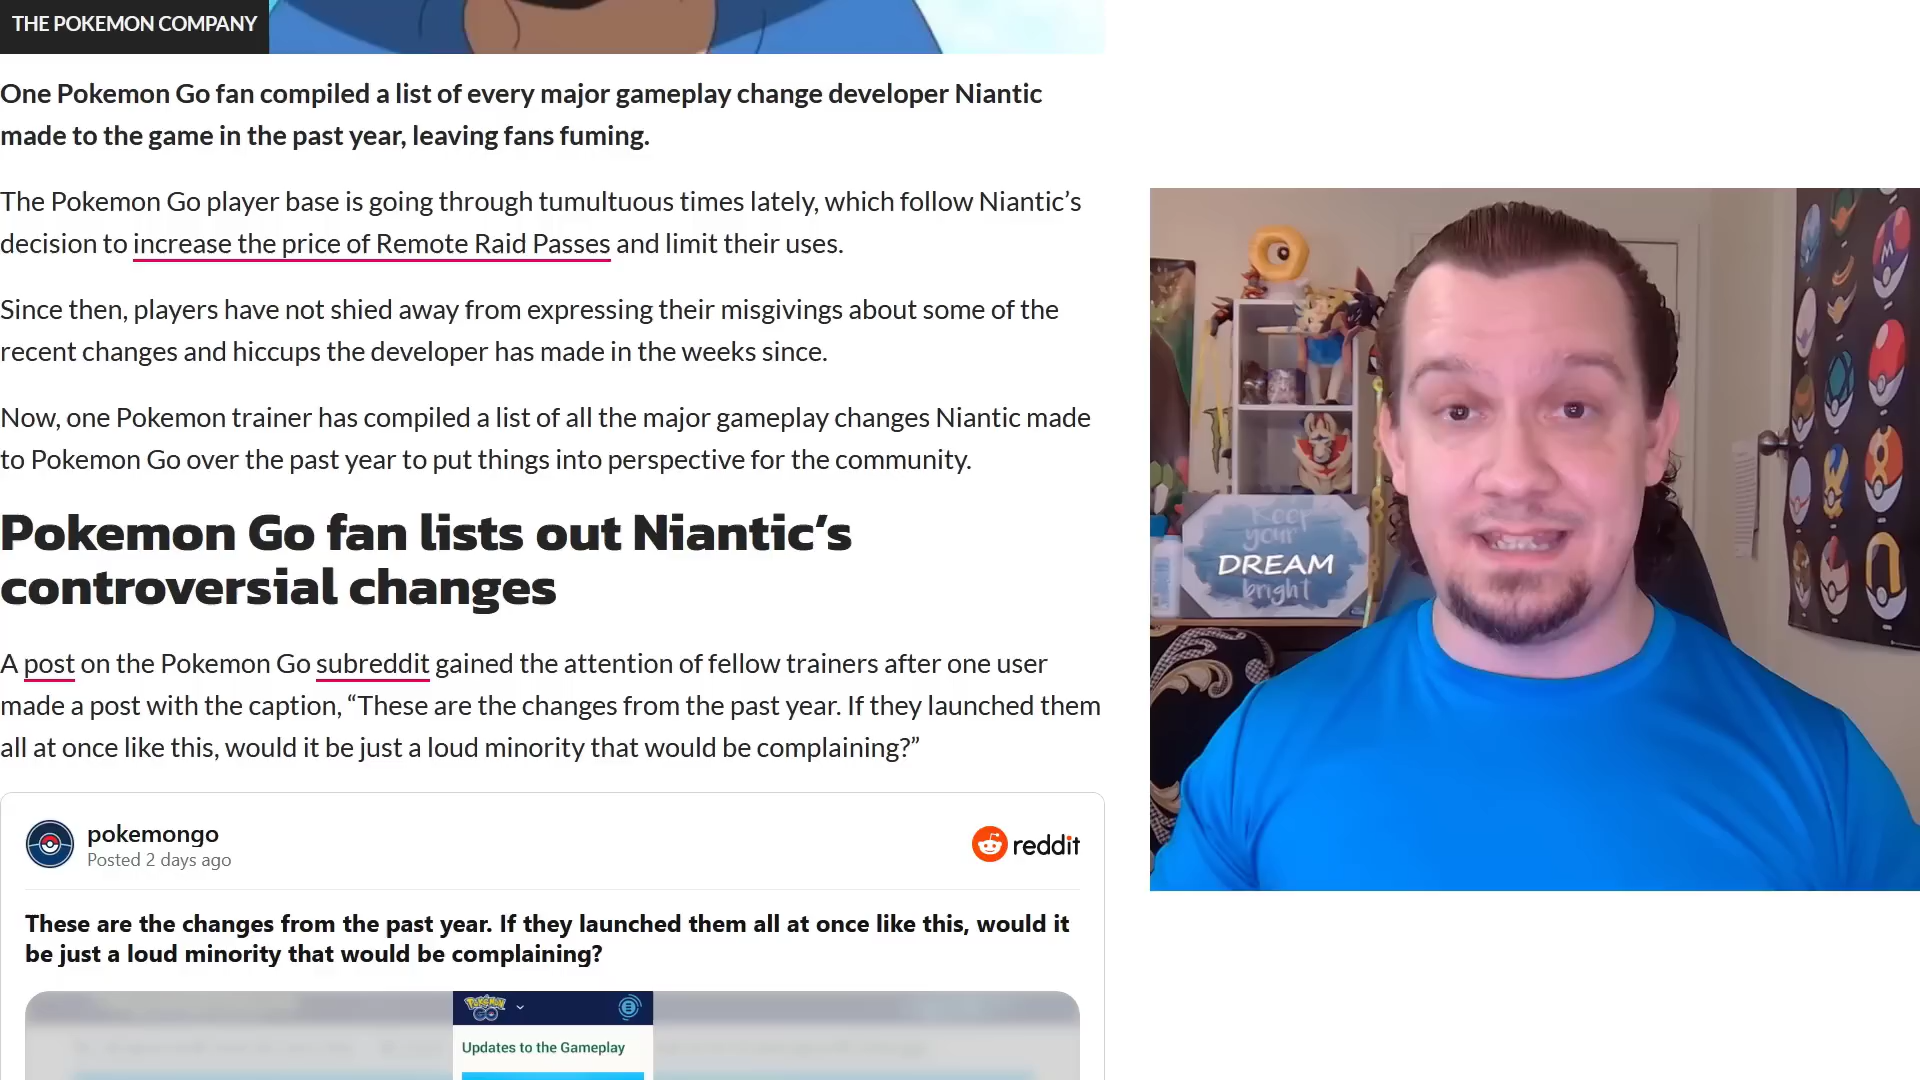 THE POKEMON COMPANY
One Pokemon Go fan compiled a list of every major gameplay change developer Niantic
made to the game in the past year, leaving fans fuming.
The Pokemon Go player base is going through tumultuous times lately, which follow Niantic’s
decision to increase the price of Remote Raid Passes and limit their uses.
Since then, players have not shied away from expressing their misgivings about some of the
recent changes and hiccups the developer has made in the weeks since.
Now, one Pokemon trainer has compiled a list of all the major gameplay changes Niantic made
to Pokemon Go over the past year to put things into perspective for the community.
Pokemon Go fan lists out Niantic’s
controversial changes
A post on the Pokemon Go subreddit gained the attention of fellow trainers after one user
made a post with the caption, “These are the changes from the past year. If they launched them
all at once like this, would it be just a loud minority that would be complaining?”
pokemongo
Posted 2 days ago
reddit
These are the changes from the past year. If they launched them all at once like this, would it
be just a loud minority that would be complaining?
POKÉMON
GO
Updates to the Gameplay
Keep
your
DREAM
bright